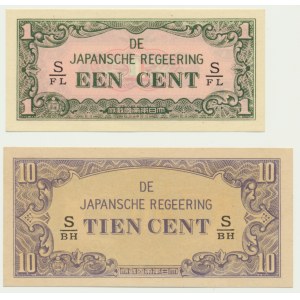 1 DE 1
JAPANSCHE REGEERING
S/FL EEN CENT S/FL
1 1
10 DE 10
JAPANSCHE REGEERING
S/BH TIEN CENT S/BH
10 10